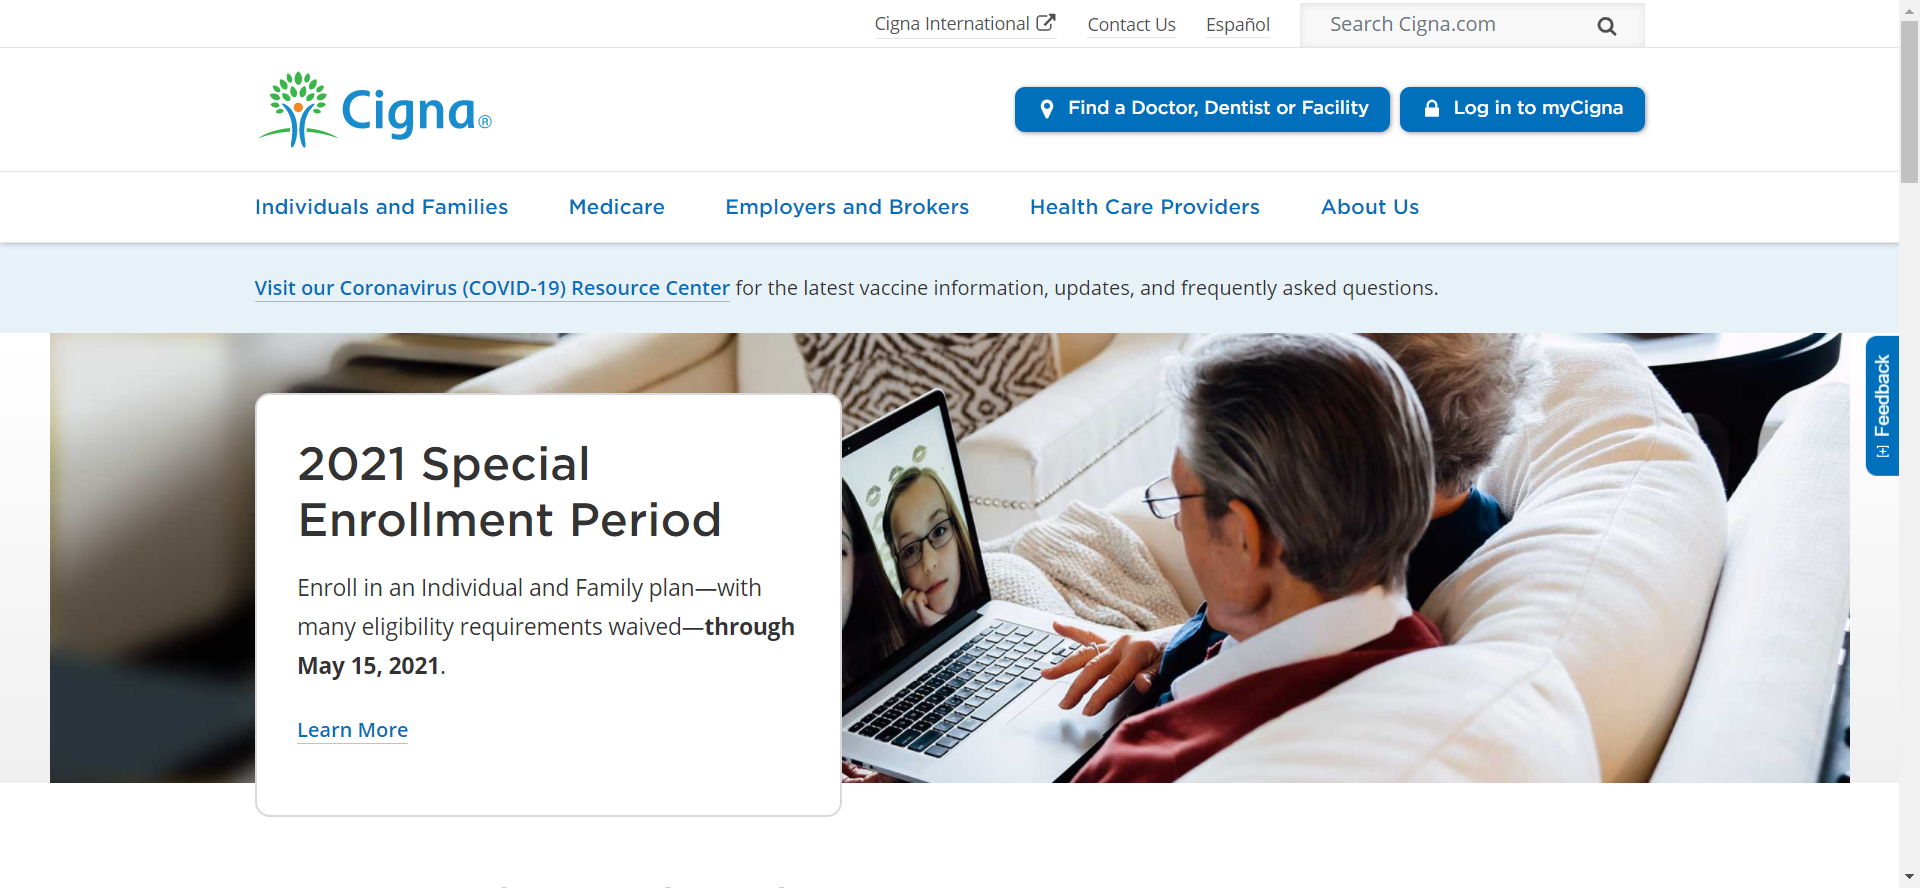 Cigna International
Contact Us
Español
Search Cigna.com
Cigna®
Find a Doctor, Dentist or Facility
Log in to myCigna
Individuals and Families
Medicare
Employers and Brokers
Health Care Providers
About Us
Visit our Coronavirus (COVID-19) Resource Center for the latest vaccine information, updates, and frequently asked questions.
[+] Feedback
2021 Special
Enrollment Period
Enroll in an Individual and Family plan—with
many eligibility requirements waived—through
May 15, 2021.
Learn More